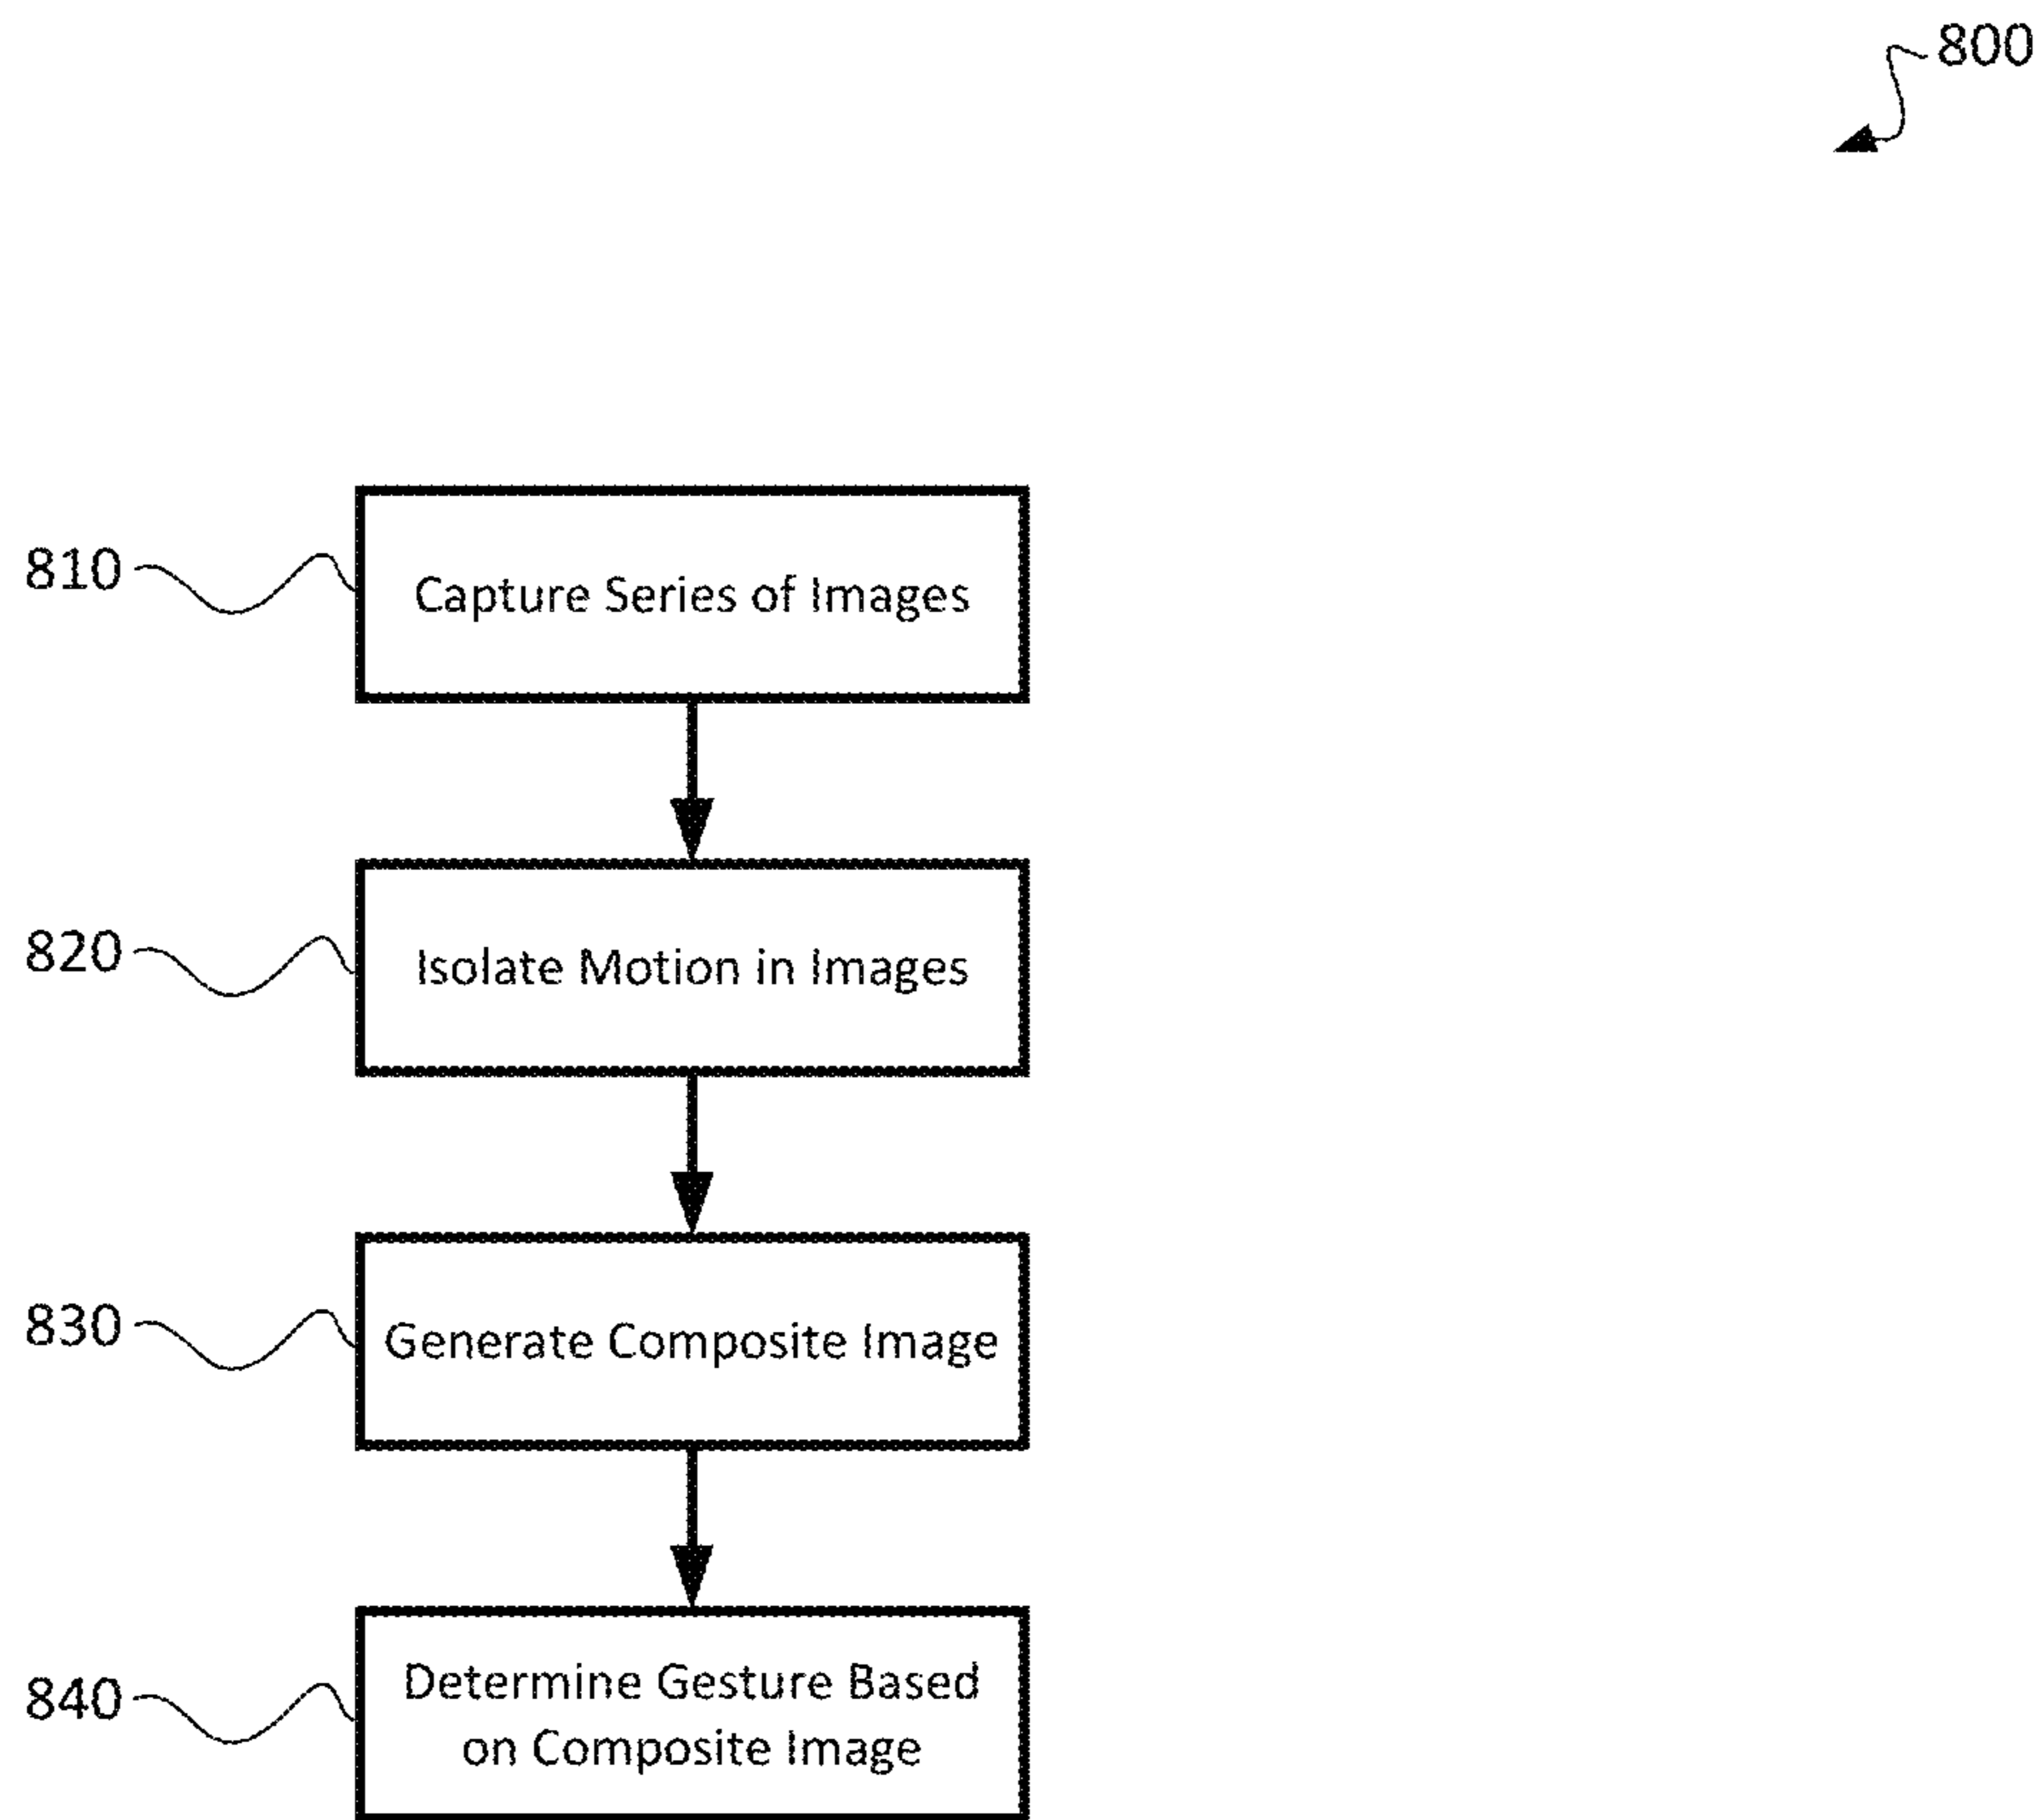 800
810
Capture Series of Images
820
Isolate Motion in Images
830
Generate Composite Image
840
Determine Gesture Based
on Composite Image